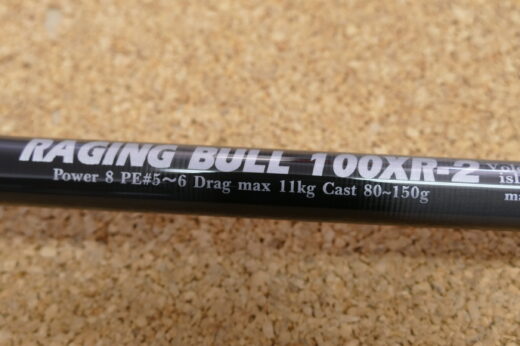 RAGING BULL 100XR-2
Power 8 PE#5~6 Drag max 11kg Cast 80~150g